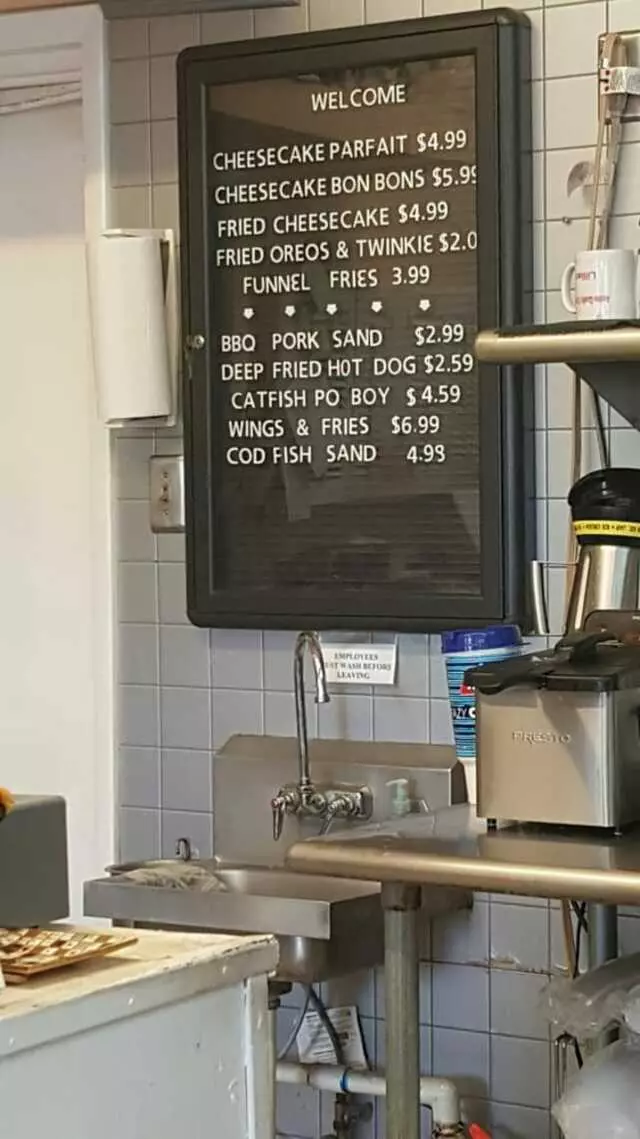 WELCOME
CHEESECAKE PARFAIT $4.99
CHEESECAKE BON BONS $5.99
FRIED CHEESECAKE $4.99
FRIED OREOS & TWINKIE $2.0
FUNNEL FRIES 3.99
BBQ PORK SAND $2.99
DEEP FRIED HOT DOG $2.59
CATFISH PO BOY $4.59
WINGS & FRIES $6.99
COD FISH SAND 4.99
EMPLOYEES
UST WASH BEFORE
LEAVING
PRESTO